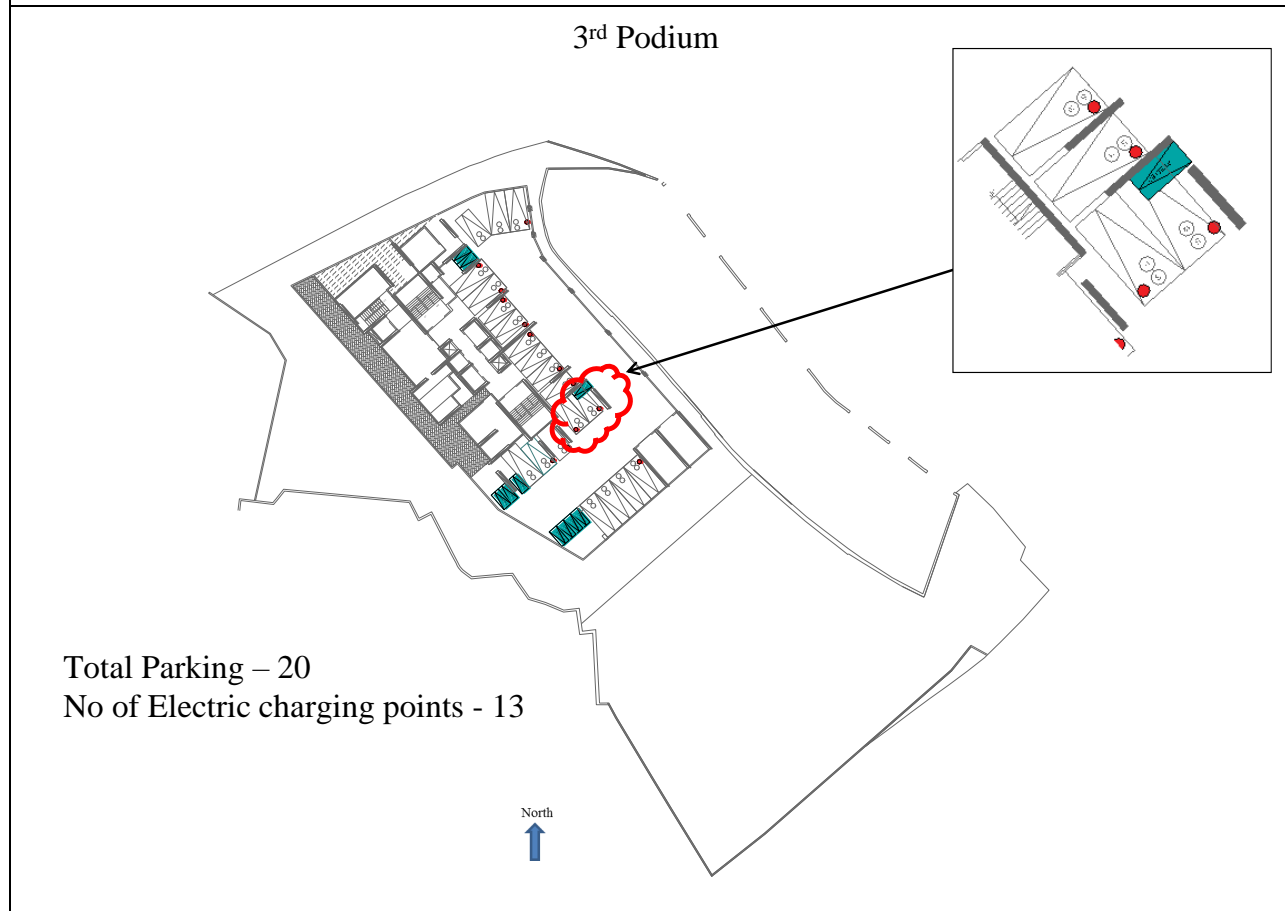 3rd Podium
Total Parking – 20
No of Electric charging points - 13
North